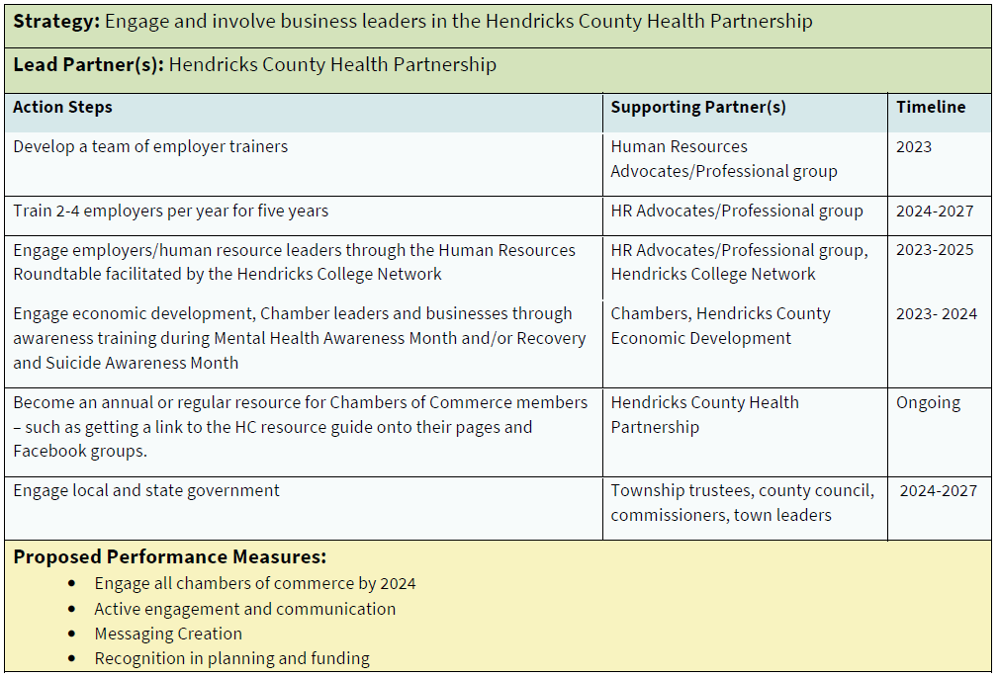 Strategy: Engage and involve business leaders in the Hendricks County Health Partnership
Lead Partner(s): Hendricks County Health Partnership
Action Steps
Supporting Partner(s)
Timeline
Develop a team of employer trainers
Human Resources
Advocates/Professional group
2023
Train 2-4 employers per year for five years
HR Advocates/Professional group
2024-2027
Engage employers/human resource leaders through the Human Resources
Roundtable facilitated by the Hendricks College Network
HR Advocates/Professional group,
Hendricks College Network
2023-2025
Engage economic development, Chamber leaders and businesses through
awareness training during Mental Health Awareness Month and/or Recovery
and Suicide Awareness Month
Chambers, Hendricks County
Economic Development
2023- 2024
Become an annual or regular resource for Chambers of Commerce members
– such as getting a link to the HC resource guide onto their pages and
Facebook groups.
Hendricks County Health
Partnership
Ongoing
Engage local and state government
Township trustees, county council,
commissioners, town leaders
2024-2027
Proposed Performance Measures:
• Engage all chambers of commerce by 2024
• Active engagement and communication
• Messaging Creation
• Recognition in planning and funding